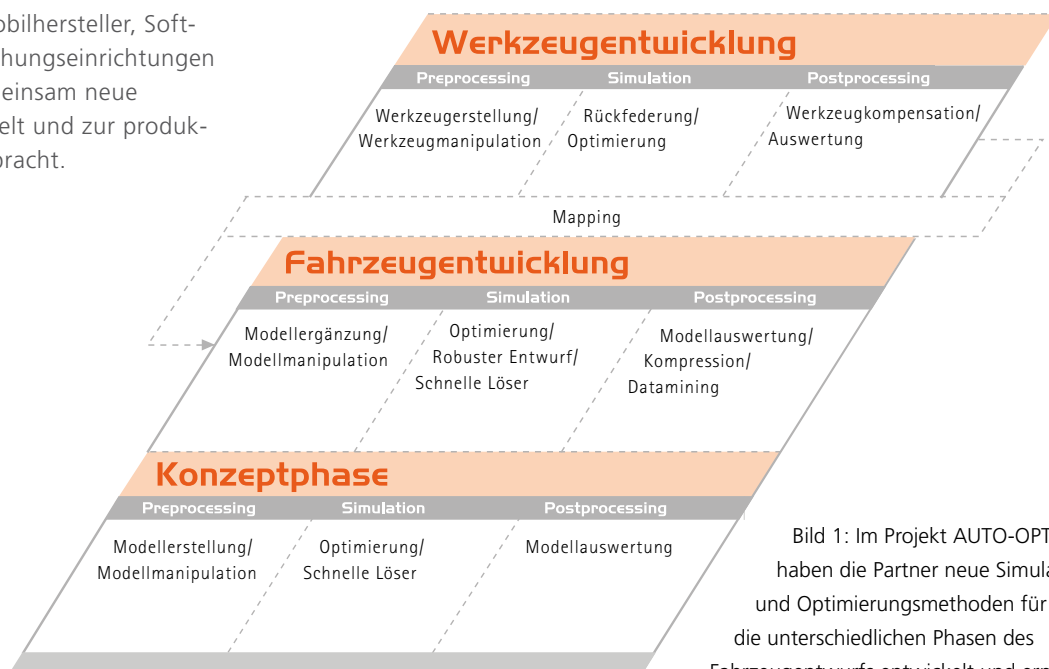 obilhersteller, Soft-
hungseinrichtungen
einsam neue
elt und zur produk-
bracht.
Werkzeugentwicklung
Preprocessing Simulation Postprocessing
Werkzeugerstellung/ Rückfederung/ Werkzeugkompensation/
Werkzeugmanipulation Optimierung Auswertung
Mapping
Fahrzeugentwicklung
Preprocessing Simulation Postprocessing
Modellergänzung/ Optimierung/ Modellauswertung/
Modellmanipulation Robuster Entwurf/ Kompression/
Schnelle Löser Datamining
Konzeptphase
Preprocessing Simulation Postprocessing
Modellerstellung/ Optimierung/ Modellauswertung
Modellmanipulation Schnelle Löser
Bild 1: Im Projekt AUTO-OPT
haben die Partner neue Simula
und Optimierungsmethoden für
die unterschiedlichen Phasen des